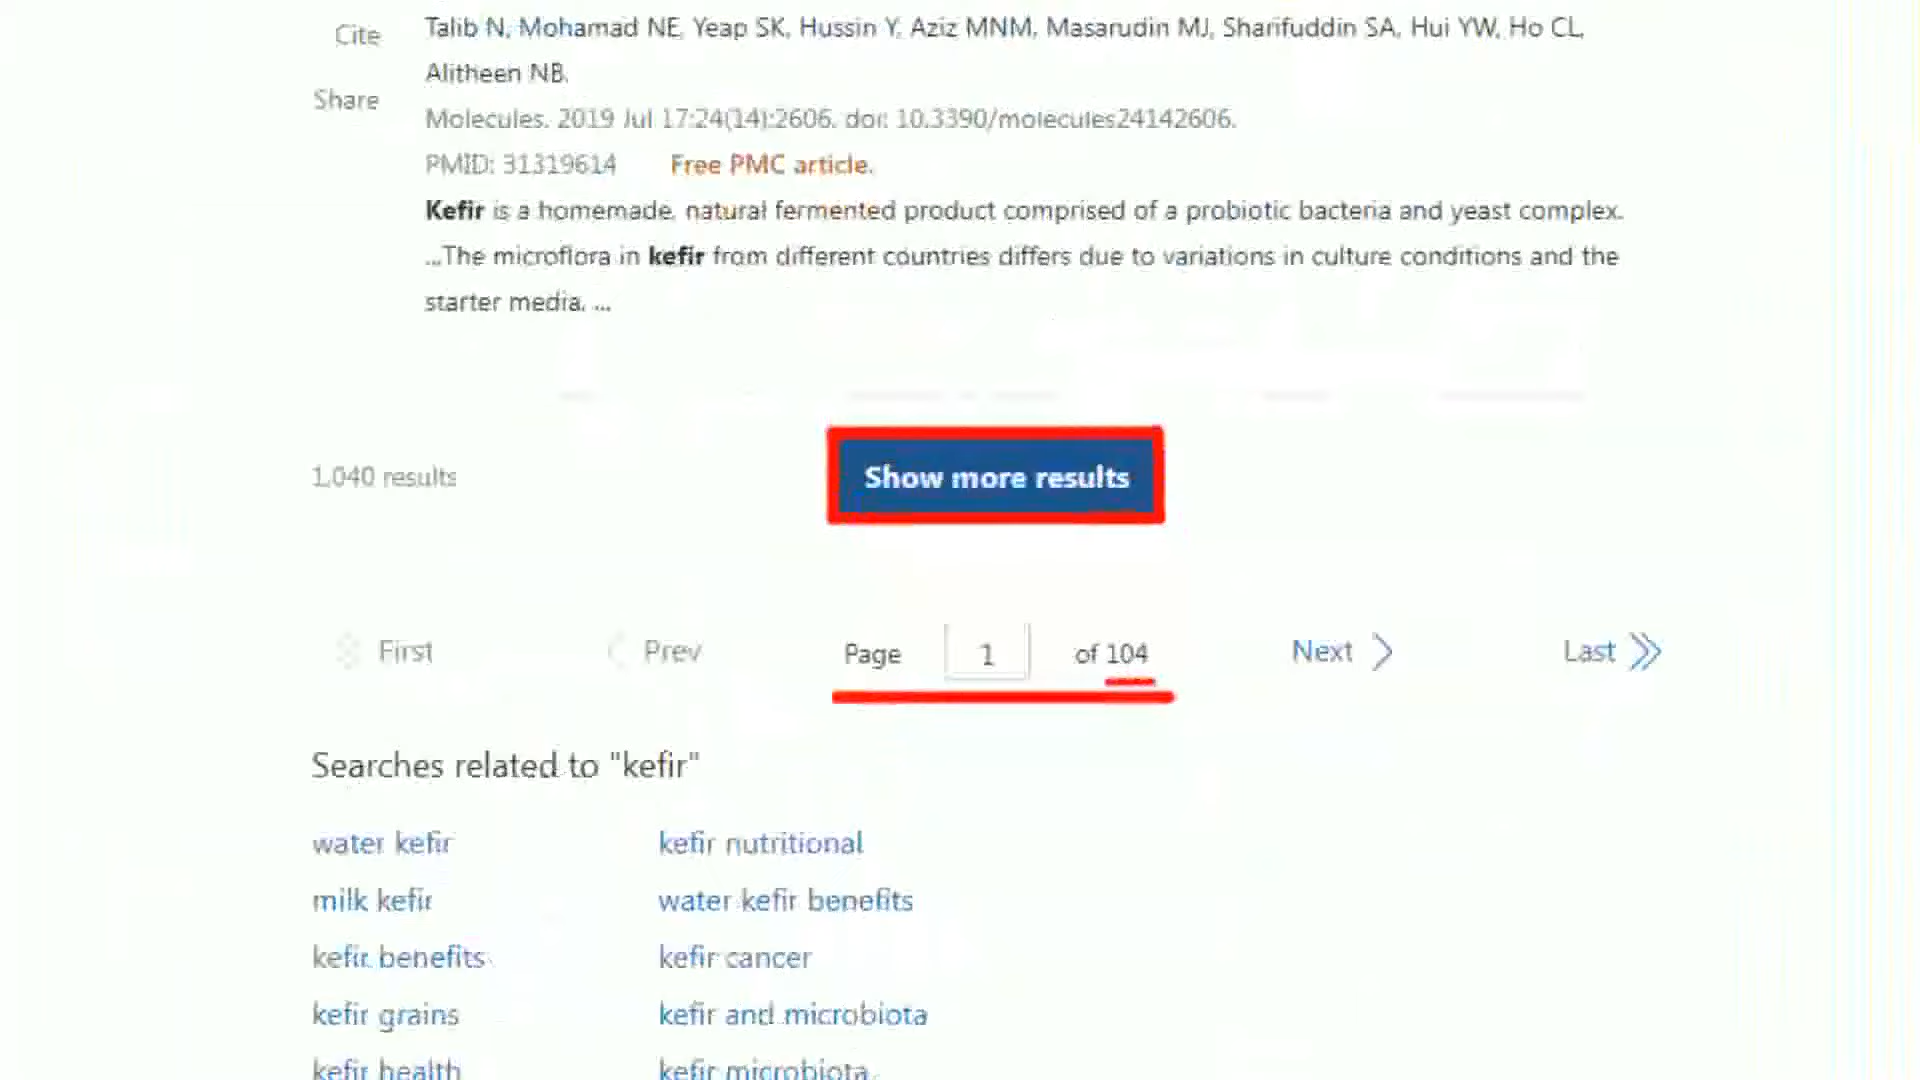 Cite
Talib N, Mohamad NE, Yeap SK, Hussin Y, Aziz MNM, Masarudin MJ, Sharifuddin SA, Hui YW, Ho CL,
Alitheen NB.
Share
Molecules. 2019 Jul 17;24(14):2606. doi: 10.3390/molecules24142606.
PMID: 31319614 Free PMC article.
Kefir is a homemade, natural fermented product comprised of a probiotic bacteria and yeast complex.
...The microflora in kefir from different countries differs due to variations in culture conditions and the
starter media. ...
1,040 results
Show more results
First Prev Page 1 of 104 Next Last
Searches related to "kefir"
water kefir kefir nutritional
milk kefir water kefir benefits
kefir benefits kefir cancer
kefir grains kefir and microbiota
kefir health kefir microbiota